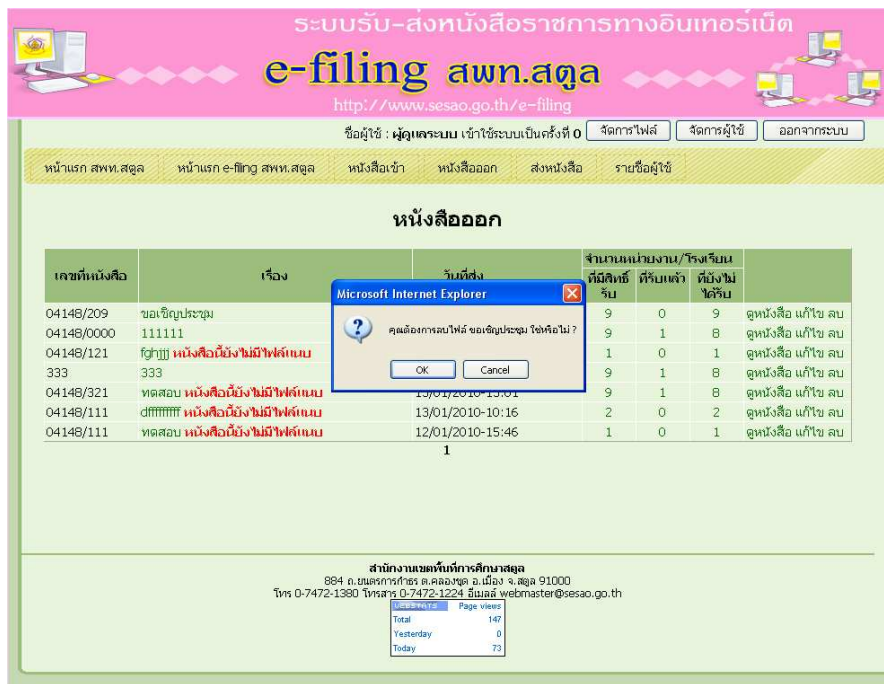 ระบบรับ-ส่งหนังสือราชการทางอินเทอร์เน็ต
e-filing สพท.สตูล
http://www.sesao.go.th/e-filing
ชื่อผู้ใช้ : ผู้ดูแลระบบ เข้าใช้ระบบเป็นครั้งที่ 0 จัดการไฟล์ จัดการผู้ใช้ ออกจากระบบ
หน้าแรก สพท.สตูล หน้าแรก e-filing สพท.สตูล หนังสือเข้า หนังสือออก ส่งหนังสือ รายชื่อผู้ใช้
หนังสือออก
จำนวนหน่วยงาน/โรงเรียน
เลขที่หนังสือ เรื่อง วันที่ส่ง ที่มีสิทธิ์รับ ที่รับแล้ว ที่ยังไม่ได้รับ
Microsoft Internet Explorer
คุณต้องการลบไฟล์ ขอเชิญประชุม ใช่หรือไม่ ?
OK Cancel
04148/209 ขอเชิญประชุม 9 0 9 ดูหนังสือ แก้ไข ลบ
04148/0000 111111 9 1 8 ดูหนังสือ แก้ไข ลบ
04148/121 fghjjj หนังสือนี้ยังไม่มีไฟล์แนบ 1 0 1 ดูหนังสือ แก้ไข ลบ
333 333 9 1 8 ดูหนังสือ แก้ไข ลบ
04148/321 ทดสอบ หนังสือนี้ยังไม่มีไฟล์แนบ 13/01/2010-15:01 9 1 8 ดูหนังสือ แก้ไข ลบ
04148/111 หนังสือนี้ยังไม่มีไฟล์แนบ 13/01/2010-10:16 2 0 2 ดูหนังสือ แก้ไข ลบ
04148/111 ทดสอบ หนังสือนี้ยังไม่มีไฟล์แนบ 12/01/2010-15:46 1 0 1 ดูหนังสือ แก้ไข ลบ
1
สำนักงานเขตพื้นที่การศึกษาสตูล
884 ถ.ยนตรการกำธร ต.คลองขุด อ.เมือง จ.สตูล 91000
โทร 0-7472-1380 โทรสาร 0-7472-1224 อีเมลล์ webmaster@sesao.go.th
WEBSTATS Page views
Total 147
Yesterday 0
Today 73